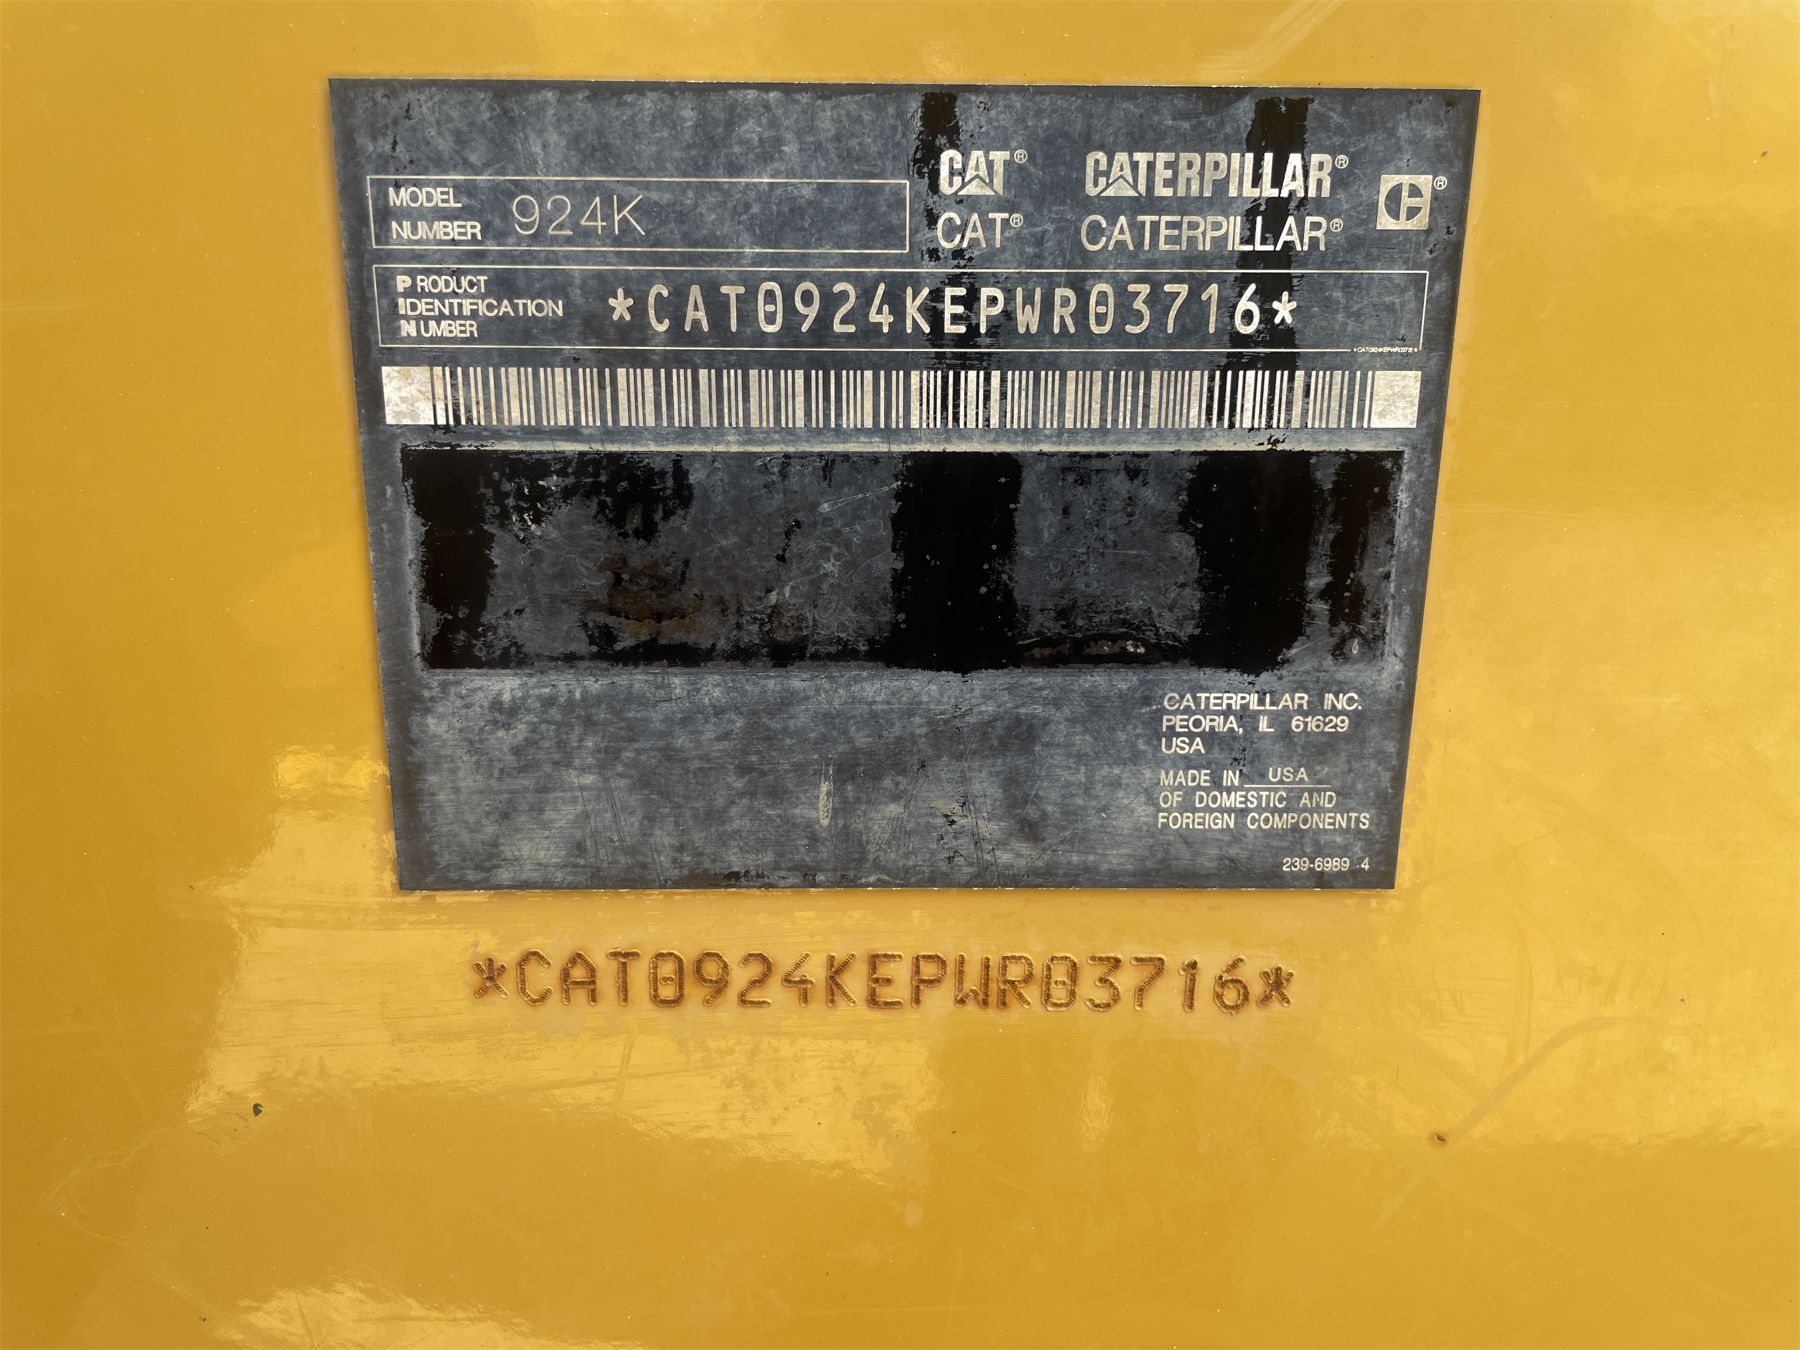 MODEL NUMBER 924K
CAT® CATERPILLAR®
CAT® CATERPILLAR®
C®
PRODUCT
IDENTIFICATION
NUMBER
*CAT0924KEPWR03716*
*CAT0924KEPWR03716*
CATERPILLAR INC.
PEORIA, IL 61629
USA
MADE IN USA
OF DOMESTIC AND
FOREIGN COMPONENTS
239-6989 4
*CAT0924KEPWR03716*